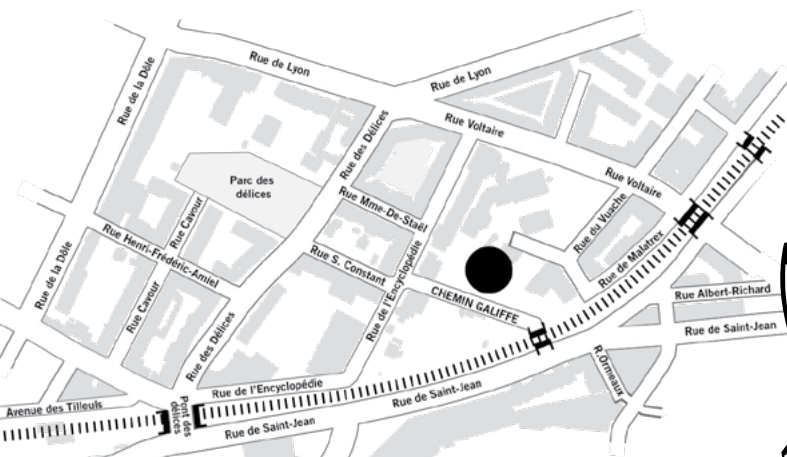 Rue de Lyon
Rue de Lyon
Rue de la Dôle
Rue des Délices
Rue Voltaire
Parc des
délices
Rue Voltaire
Rue Mme-De-Staël
Rue Cavour
Rue du Vuache
Rue Henri-Frédéric-Amiel
Rue S. Constant
Rue de l'Encyclopédie
Rue de Malatrex
Rue de la Dôle
Rue Cavour
CHEMIN GALIFFE
Rue Albert-Richard
Rue de Saint-Jean
Rue des Délices
R.Ormeaux
Rue de l'Encyclopédie
Rue de Saint-Jean
Avenue des Tilleuls
Pont des
délices
Rue de Saint-Jean